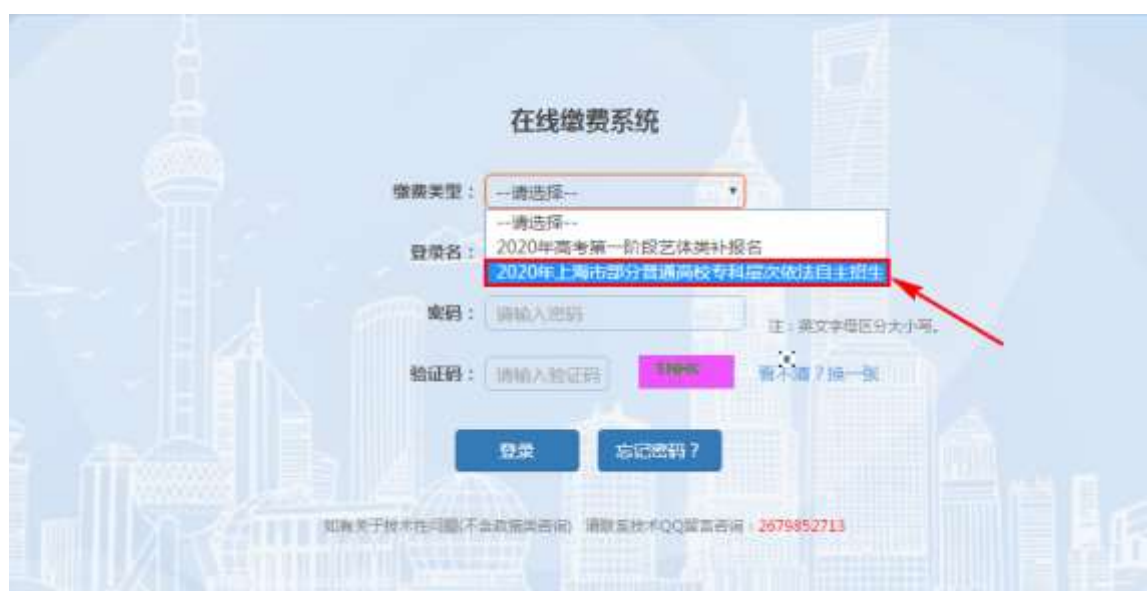 在线缴费系统
缴费类型：
---请选择---
---请选择---
2020年高考第一阶段艺体类补报名
登录名：
2020年上海市部分普通高校专科层次依法自主招生
密码：
请输入密码
注：英文字母区分大小写。
验证码：
请输入验证码
看不清？换一张
登录
忘记密码？
如有关于技术性问题(不含政策类咨询) 请联系技术QQ留言咨询：2679852713